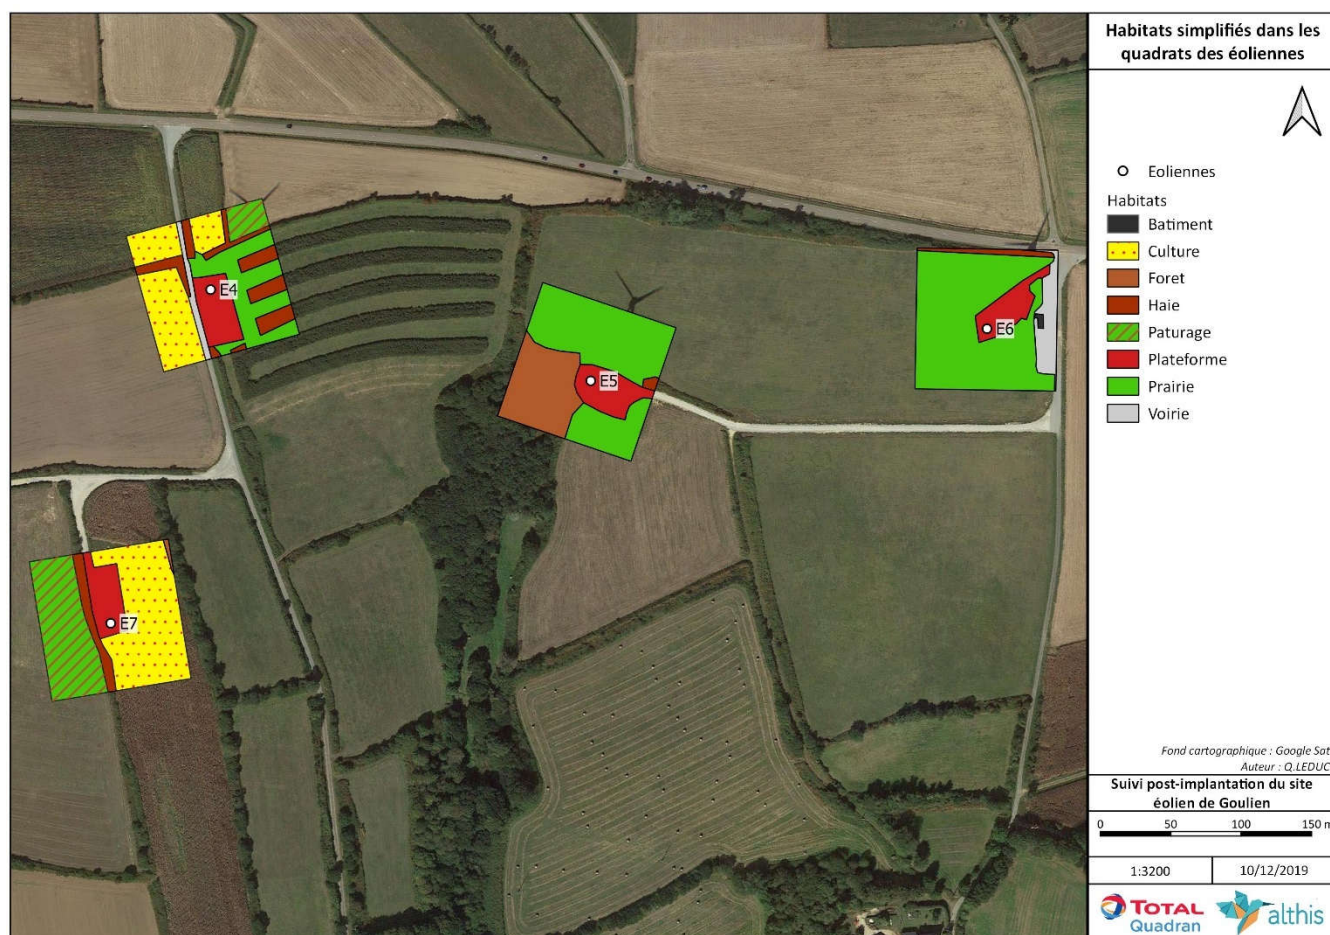 Habitats simplifiés dans les
quadrats des éoliennes
Eoliennes
Habitats
Batiment
Culture
Foret
Haie
Paturage
Plateforme
Prairie
Voirie
E4
E5
E6
E7
Fond cartographique : Google Sat
Auteur : Q.LEDUC
Suivi post-implantation du site
éolien de Goulien
0 50 100 150 m
1:3200 10/12/2019
TOTAL
Quadran
althis